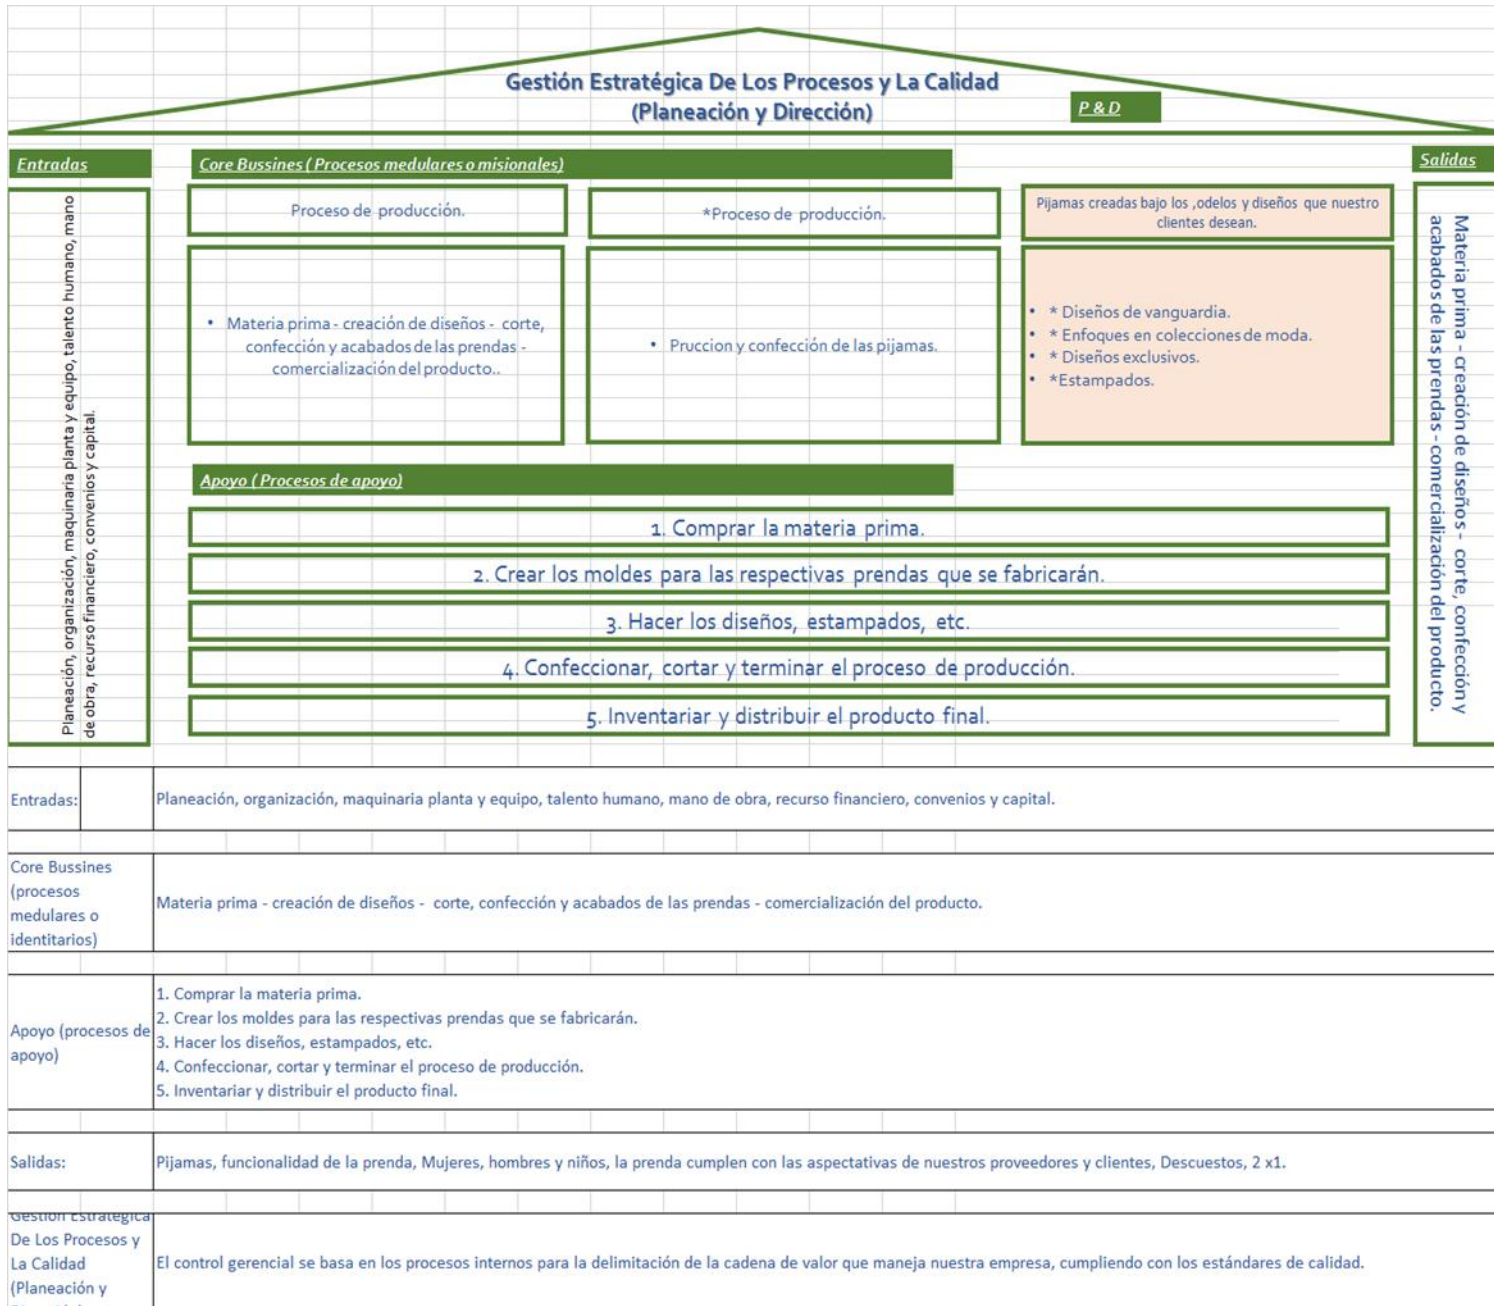 Gestión Estratégica De Los Procesos y La Calidad
(Planeación y Dirección)
P & D
Entradas
Core Bussines ( Procesos medulares o misionales)
Salidas
Planeación, organización, maquinaria planta y equipo, talento humano, mano
de obra, recurso financiero, convenios y capital.
Proceso de producción.
*Proceso de producción.
Pijamas creadas bajo los ,odelos y diseños que nuestro
clientes desean.
• Materia prima - creación de diseños - corte,
confección y acabados de las prendas -
comercialización del producto..
• Pruccion y confección de las pijamas.
• * Diseños de vanguardia.
• * Enfoques en colecciones de moda.
• * Diseños exclusivos.
• *Estampados.
Materia prima - creación de diseños - corte, confección y
acabados de las prendas - comercialización del producto.
Apoyo ( Procesos de apoyo)
1. Comprar la materia prima.
2. Crear los moldes para las respectivas prendas que se fabricarán.
3. Hacer los diseños, estampados, etc.
4. Confeccionar, cortar y terminar el proceso de producción.
5. Inventariar y distribuir el producto final.
Entradas:
Planeación, organización, maquinaria planta y equipo, talento humano, mano de obra, recurso financiero, convenios y capital.
Core Bussines
(procesos
medulares o
identitarios)
Materia prima - creación de diseños - corte, confección y acabados de las prendas - comercialización del producto.
Apoyo (procesos de
apoyo)
1. Comprar la materia prima.
2. Crear los moldes para las respectivas prendas que se fabricarán.
3. Hacer los diseños, estampados, etc.
4. Confeccionar, cortar y terminar el proceso de producción.
5. Inventariar y distribuir el producto final.
Salidas:
Pijamas, funcionalidad de la prenda, Mujeres, hombres y niños, la prenda cumplen con las aspectativas de nuestros proveedores y clientes, Descuestos, 2 x1.
Gestión Estratégica
De Los Procesos y
La Calidad
(Planeación y
El control gerencial se basa en los procesos internos para la delimitación de la cadena de valor que maneja nuestra empresa, cumpliendo con los estándares de calidad.